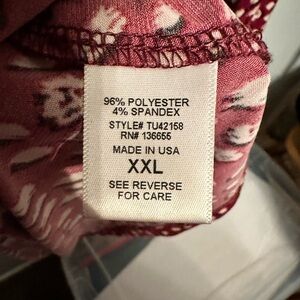 96% POLYESTER
4% SPANDEX
STYLE# TU42158
RN# 136655
MADE IN USA
XXL
SEE REVERSE
FOR CARE